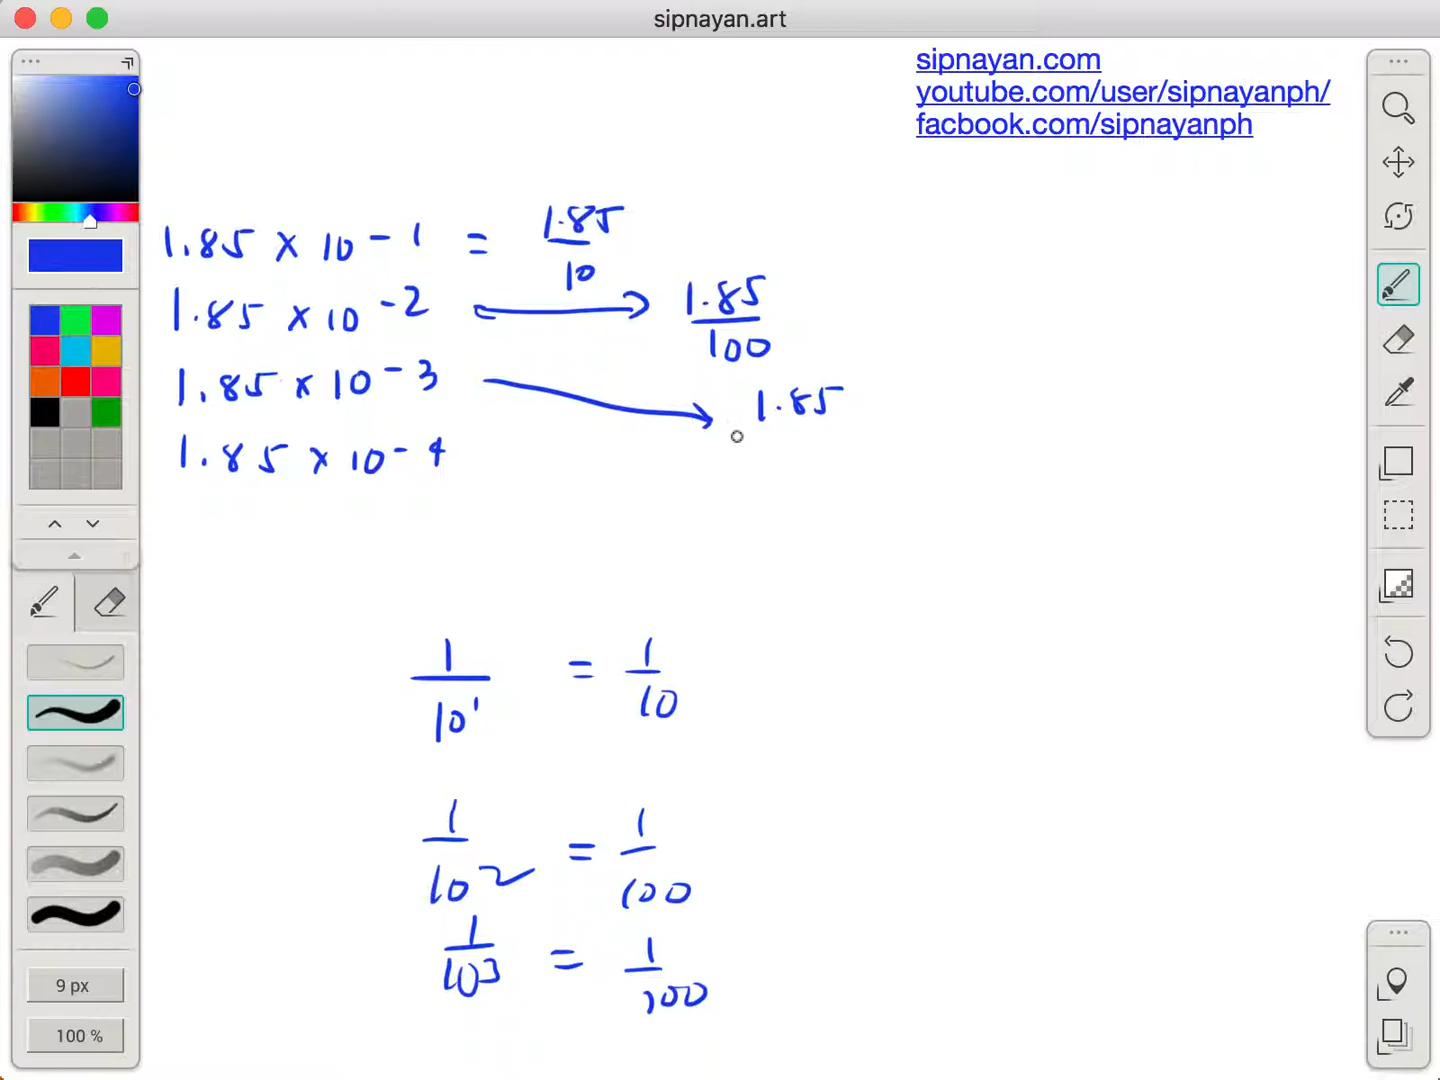 sipnayan.art
sipnayan.com
youtube.com/user/sipnayanph/
facbook.com/sipnayanph
1.85 × 10 - 1 = 1.85/10
1.85 × 10 -2 → 1.85/100
1.85 × 10 - 3 → 1.85
1.85 × 10 - 4
1/10¹ = 1/10
1/10² = 1/100
1/10³ = 1/100
9 px
100 %